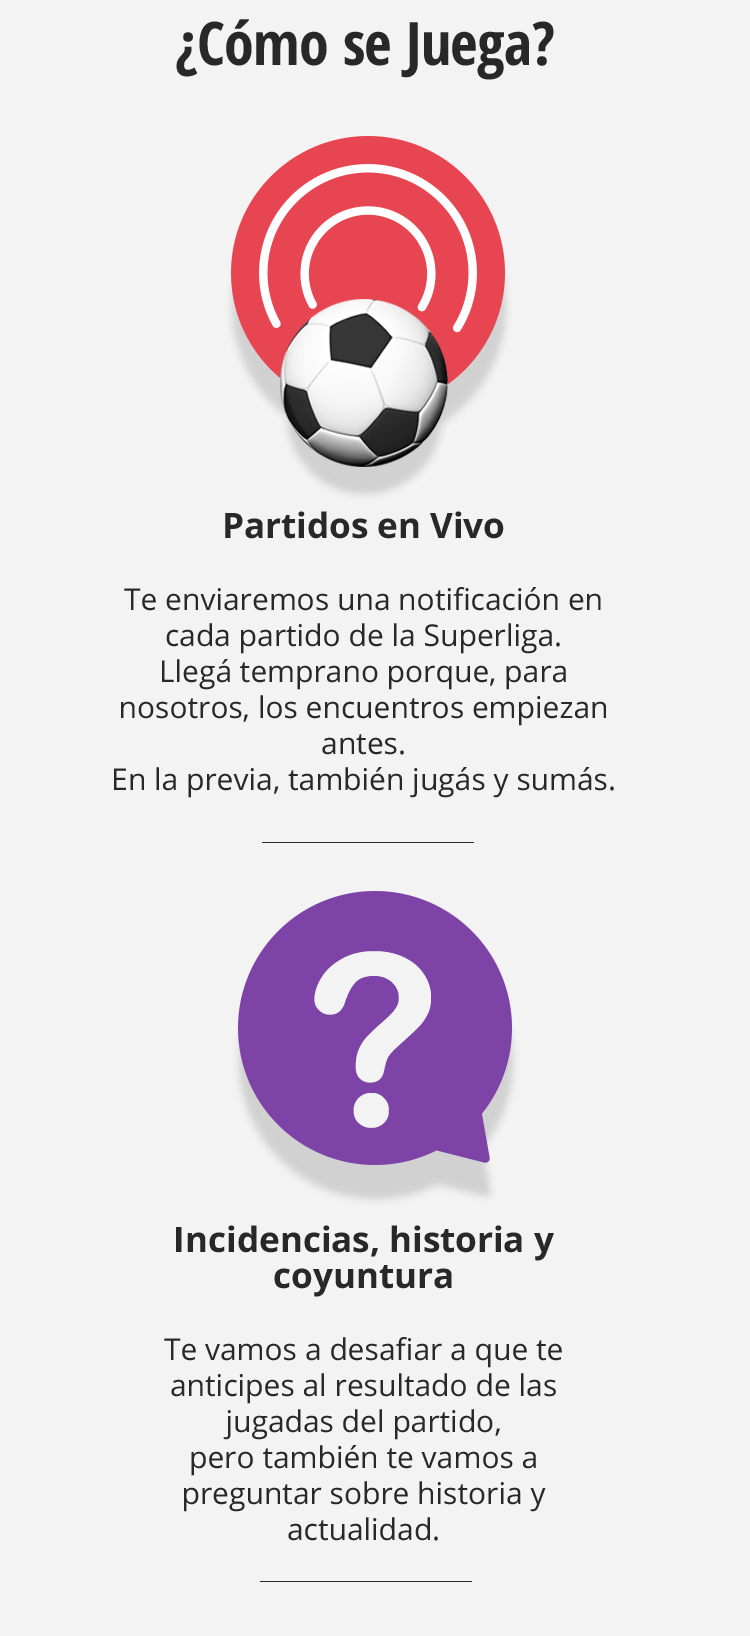 ¿Cómo se Juega?
Partidos en Vivo
Te enviaremos una notificación en
cada partido de la Superliga.
Llegá temprano porque, para
nosotros, los encuentros empiezan
antes.
En la previa, también jugás y sumás.
Incidencias, historia y
coyuntura
Te vamos a desafiar a que te
anticipes al resultado de las
jugadas del partido,
pero también te vamos a
preguntar sobre historia y
actualidad.